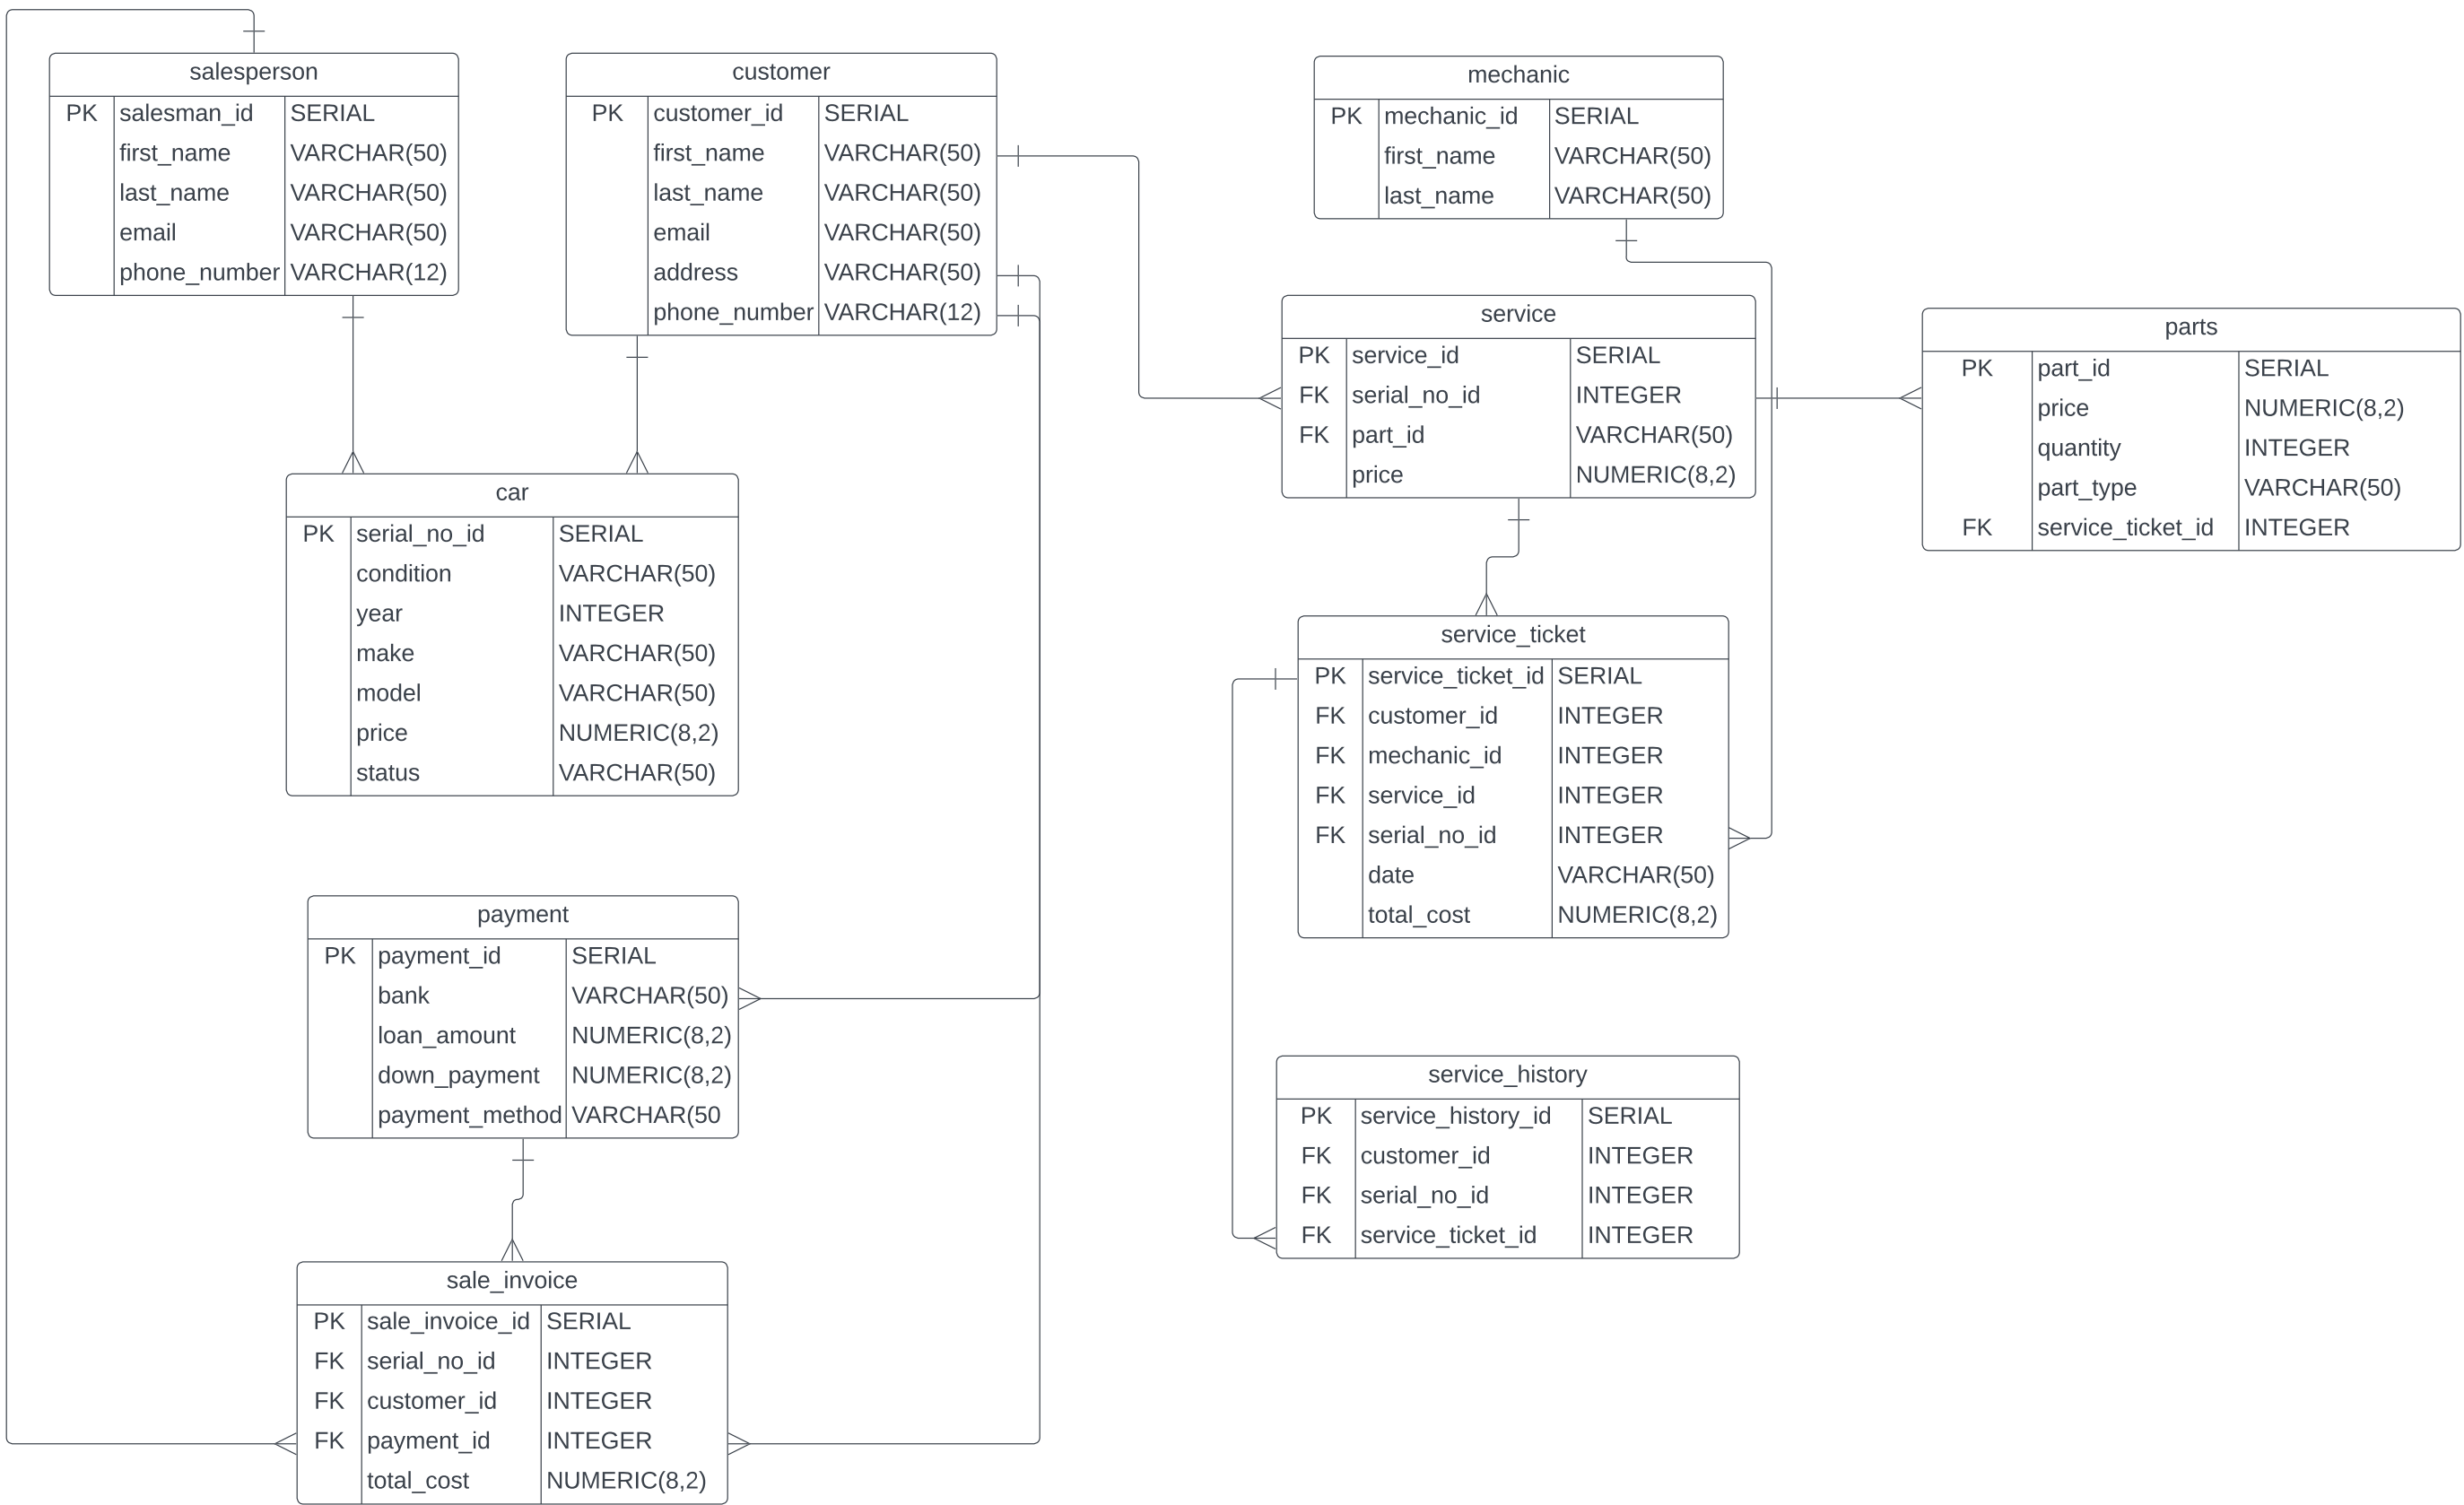 salesperson
PK salesman_id SERIAL
first_name VARCHAR(50)
last_name VARCHAR(50)
email VARCHAR(50)
phone_number VARCHAR(12)
customer
PK customer_id SERIAL
first_name VARCHAR(50)
last_name VARCHAR(50)
email VARCHAR(50)
address VARCHAR(50)
phone_number VARCHAR(12)
mechanic
PK mechanic_id SERIAL
first_name VARCHAR(50)
last_name VARCHAR(50)
service
PK service_id SERIAL
FK serial_no_id INTEGER
FK part_id VARCHAR(50)
price NUMERIC(8,2)
parts
PK part_id SERIAL
price NUMERIC(8,2)
quantity INTEGER
part_type VARCHAR(50)
FK service_ticket_id INTEGER
car
PK serial_no_id SERIAL
condition VARCHAR(50)
year INTEGER
make VARCHAR(50)
model VARCHAR(50)
price NUMERIC(8,2)
status VARCHAR(50)
service_ticket
PK service_ticket_id SERIAL
FK customer_id INTEGER
FK mechanic_id INTEGER
FK service_id INTEGER
FK serial_no_id INTEGER
date VARCHAR(50)
total_cost NUMERIC(8,2)
payment
PK payment_id SERIAL
bank VARCHAR(50)
loan_amount NUMERIC(8,2)
down_payment NUMERIC(8,2)
payment_method VARCHAR(50
service_history
PK service_history_id SERIAL
FK customer_id INTEGER
FK serial_no_id INTEGER
FK service_ticket_id INTEGER
sale_invoice
PK sale_invoice_id SERIAL
FK serial_no_id INTEGER
FK customer_id INTEGER
FK payment_id INTEGER
total_cost NUMERIC(8,2)